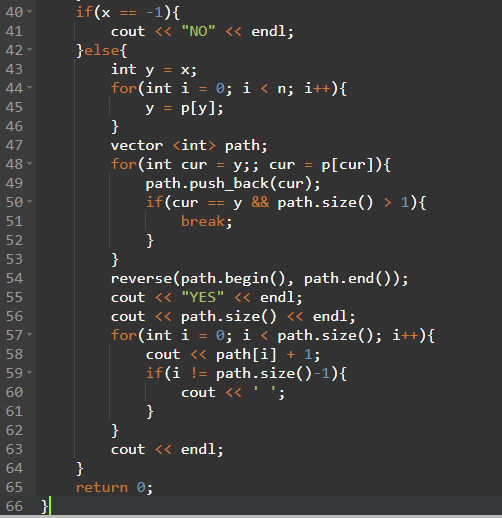 40 if(x == -1){
41 cout << "NO" << endl;
42 }else{
43 int y = x;
44 for(int i = 0; i < n; i++){
45 y = p[y];
46 }
47 vector <int> path;
48 for(int cur = y;; cur = p[cur]){
49 path.push_back(cur);
50 if(cur == y && path.size() > 1){
51 break;
52 }
53 }
54 reverse(path.begin(), path.end());
55 cout << "YES" << endl;
56 cout << path.size() << endl;
57 for(int i = 0; i < path.size(); i++){
58 cout << path[i] + 1;
59 if(i != path.size()-1){
60 cout << ' ';
61 }
62 }
63 cout << endl;
64 }
65 return 0;
66 }